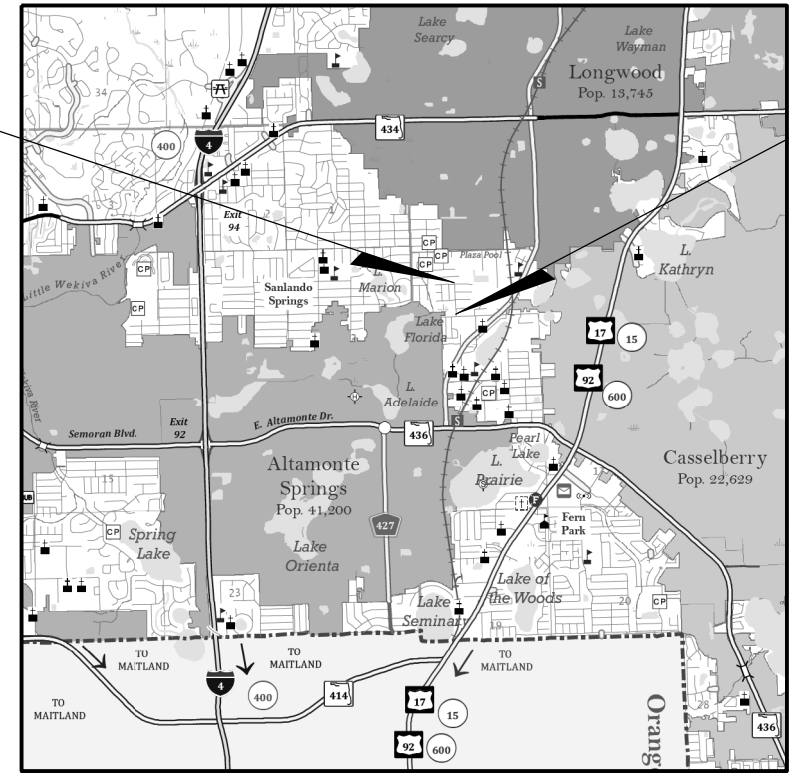 Lake
Searcy
Lake
Wayman
Longwood
Pop. 13,745
34
S
434
4
400
Exit
94
2
1
CP
CP
CP
Plaza Pool
L.
Kathryn
CP
Little Wekiva River
CP
Sanlando
Springs
L.
Marion
Lake
Florida
17
15
92
600
L.
Adelaide
CP
H
Exit
92
E. Altamonte Dr.
Semoran Blvd.
436
S
Pearl
Lake
Altamonte
Springs
Pop. 41,200
L.
Prairie
Casselberry
Pop. 22,629
13
F
Fern
Park
427
CP
Spring
Lake
Lake
Orienta
23
Lake of
the Woods
20
CP
Lake
Seminary
19
TO
MAITLAND
TO
MAITLAND
TO
MAITLAND
TO
MAITLAND
4
400
414
17
15
92
600
28
436
Orang